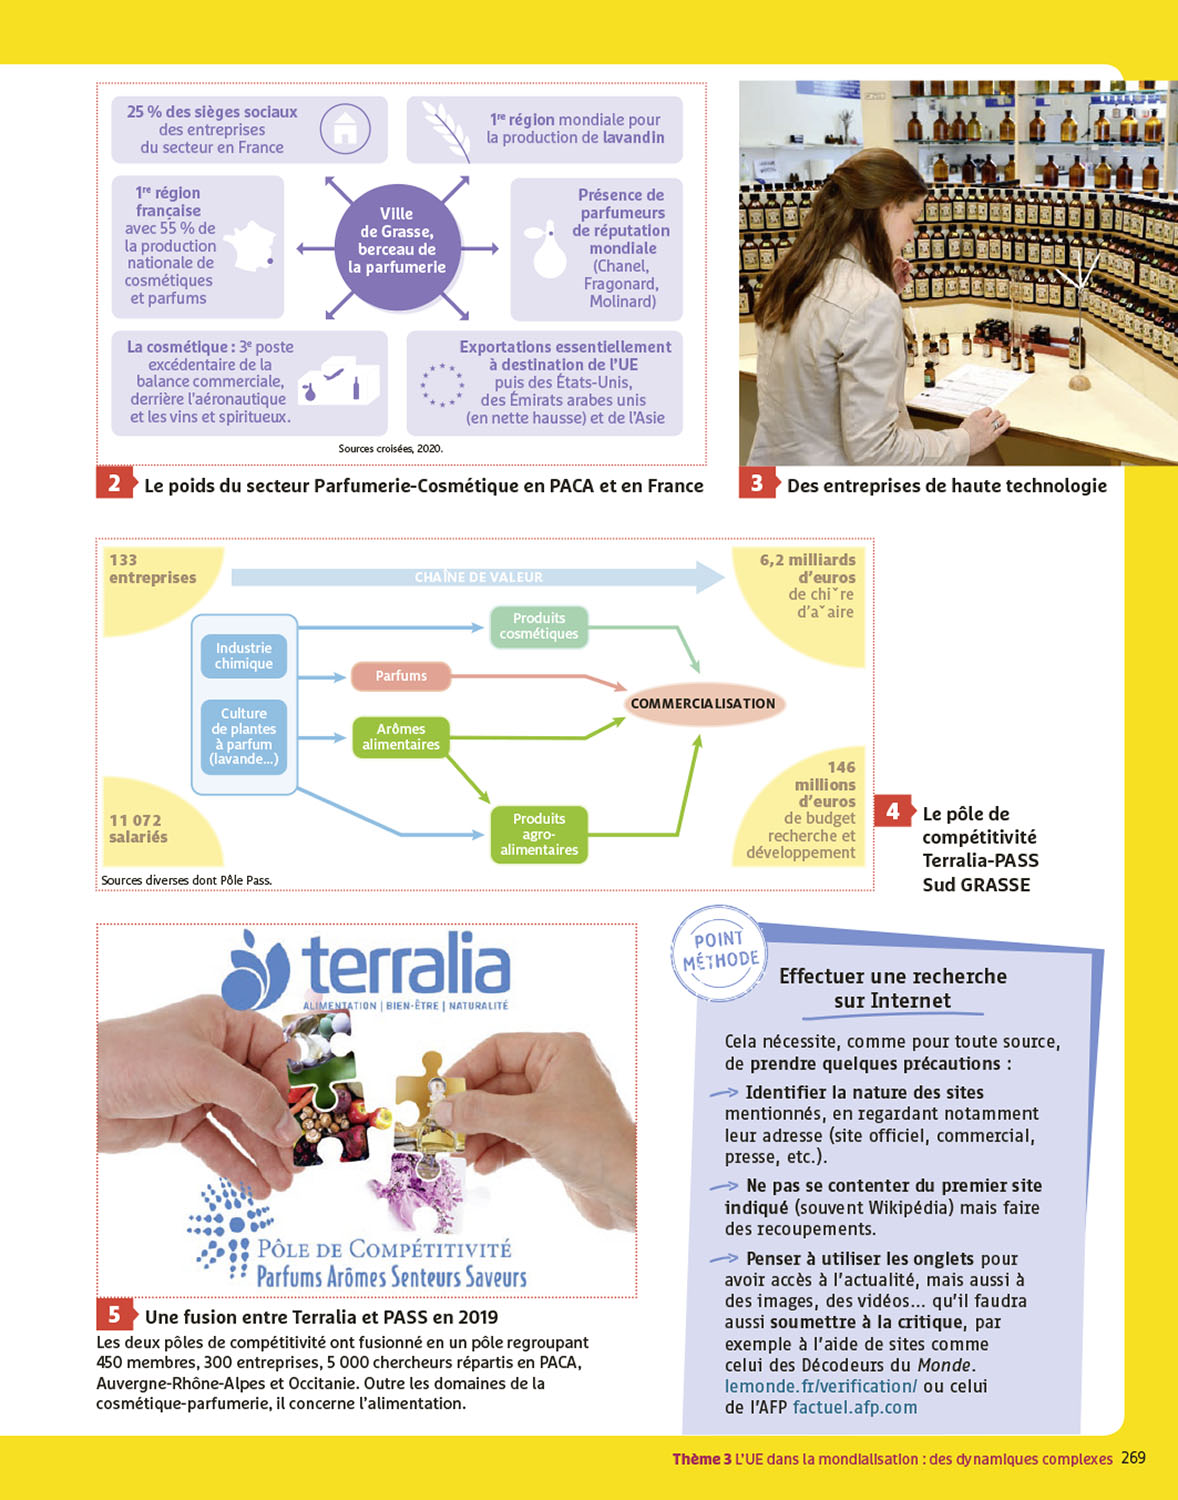 25 % des sièges sociaux
des entreprises
du secteur en France
1re région mondiale pour
la production de lavandin
1re région
française
avec 55 % de
la production
nationale de
cosmétiques
et parfums
Ville
de Grasse,
berceau de
la parfumerie
Présence de
parfumeurs
de réputation
mondiale
(Chanel,
Fragonard,
Molinard)
La cosmétique : 3e poste
excédentaire de la
balance commerciale,
derrière l'aéronautique
et les vins et spiritueux.
Exportations essentiellement
à destination de l'UE
puis des États-Unis,
des Émirats arabes unis
(en nette hausse) et de l'Asie
Sources croisées, 2020.
2 Le poids du secteur Parfumerie-Cosmétique en PACA et en France
3 Des entreprises de haute technologie
133
entreprises
CHAÎNE DE VALEUR
6,2 milliards
d'euros
de chiˇre
d'aˇaire
Industrie
chimique
Culture
de plantes
à parfum
(lavande...)
Produits
cosmétiques
Parfums
Arômes
alimentaires
Produits
agro-
alimentaires
COMMERCIALISATION
11 072
salariés
146
millions
d'euros
de budget
recherche et
développement
Sources diverses dont Pôle Pass.
4 Le pôle de
compétitivité
Terralia-PASS
Sud GRASSE
terralia
ALIMENTATION | BIEN-ÊTRE | NATURALITÉ
PÔLE DE COMPÉTITIVITÉ
Parfums Arômes Senteurs Saveurs
5 Une fusion entre Terralia et PASS en 2019
Les deux pôles de compétitivité ont fusionné en un pôle regroupant
450 membres, 300 entreprises, 5 000 chercheurs répartis en PACA,
Auvergne-Rhône-Alpes et Occitanie. Outre les domaines de la
cosmétique-parfumerie, il concerne l'alimentation.
POINT
MÉTHODE
Effectuer une recherche
sur Internet
Cela nécessite, comme pour toute source,
de prendre quelques précautions :
Identifier la nature des sites
mentionnés, en regardant notamment
leur adresse (site officiel, commercial,
presse, etc.).
Ne pas se contenter du premier site
indiqué (souvent Wikipédia) mais faire
des recoupements.
Penser à utiliser les onglets pour
avoir accès à l'actualité, mais aussi à
des images, des vidéos... qu'il faudra
aussi soumettre à la critique, par
exemple à l'aide de sites comme
celui des Décodeurs du Monde.
lemonde.fr/verification/ ou celui
de l'AFP factuel.afp.com
Thème 3 L'UE dans la mondialisation : des dynamiques complexes 269